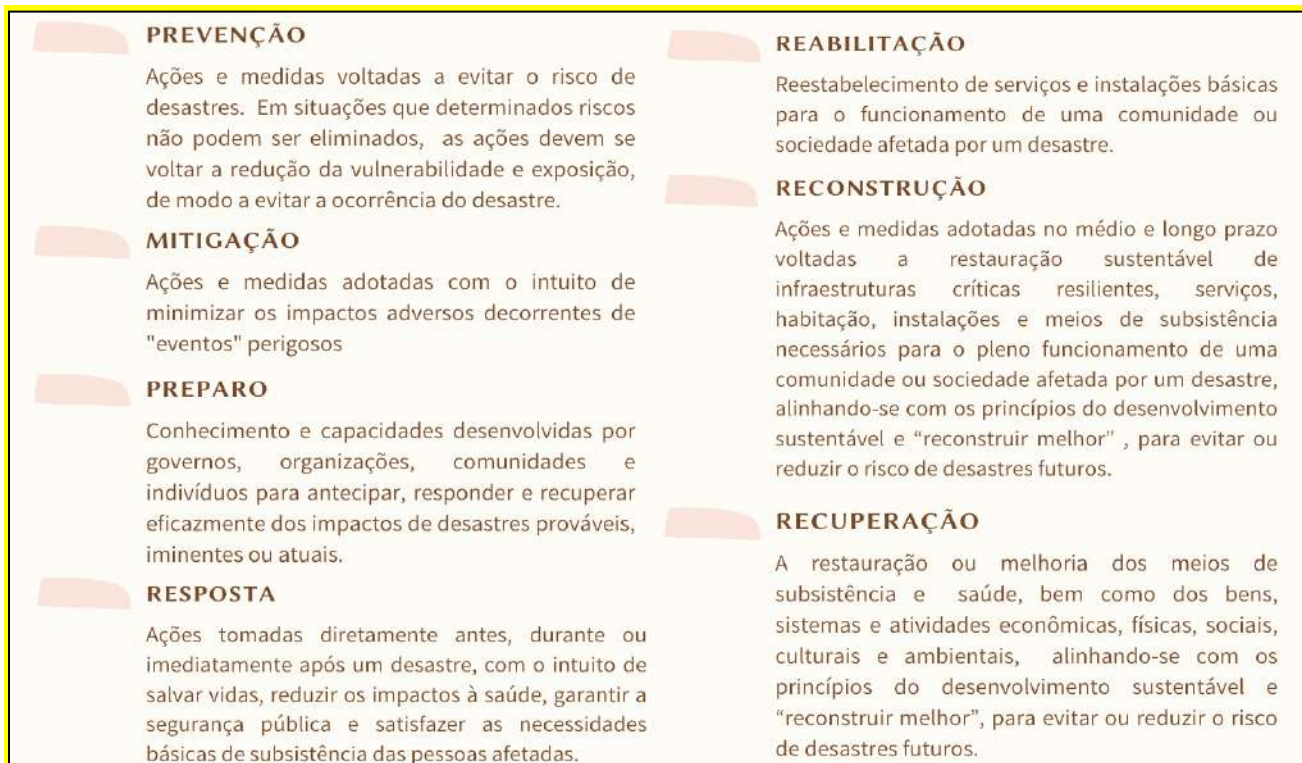 PREVENÇÃO
Ações e medidas voltadas a evitar o risco de
desastres. Em situações que determinados riscos
não podem ser eliminados, as ações devem se
voltar a redução da vulnerabilidade e exposição,
de modo a evitar a ocorrência do desastre.
MITIGAÇÃO
Ações e medidas adotadas com o intuito de
minimizar os impactos adversos decorrentes de
"eventos" perigosos
PREPARO
Conhecimento e capacidades desenvolvidas por
governos, organizações, comunidades e
indivíduos para antecipar, responder e recuperar
eficazmente dos impactos de desastres prováveis,
iminentes ou atuais.
RESPOSTA
Ações tomadas diretamente antes, durante ou
imediatamente após um desastre, com o intuito de
salvar vidas, reduzir os impactos à saúde, garantir a
segurança pública e satisfazer as necessidades
básicas de subsistência das pessoas afetadas.
REABILITAÇÃO
Reestabelecimento de serviços e instalações básicas
para o funcionamento de uma comunidade ou
sociedade afetada por um desastre.
RECONSTRUÇÃO
Ações e medidas adotadas no médio e longo prazo
voltadas a restauração sustentável de
infraestruturas críticas resilientes, serviços,
habitação, instalações e meios de subsistência
necessários para o pleno funcionamento de uma
comunidade ou sociedade afetada por um desastre,
alinhando-se com os princípios do desenvolvimento
sustentável e “reconstruir melhor” , para evitar ou
reduzir o risco de desastres futuros.
RECUPERAÇÃO
A restauração ou melhoria dos meios de
subsistência e saúde, bem como dos bens,
sistemas e atividades econômicas, físicas, sociais,
culturais e ambientais, alinhando-se com os
princípios do desenvolvimento sustentável e
“reconstruir melhor”, para evitar ou reduzir o risco
de desastres futuros.